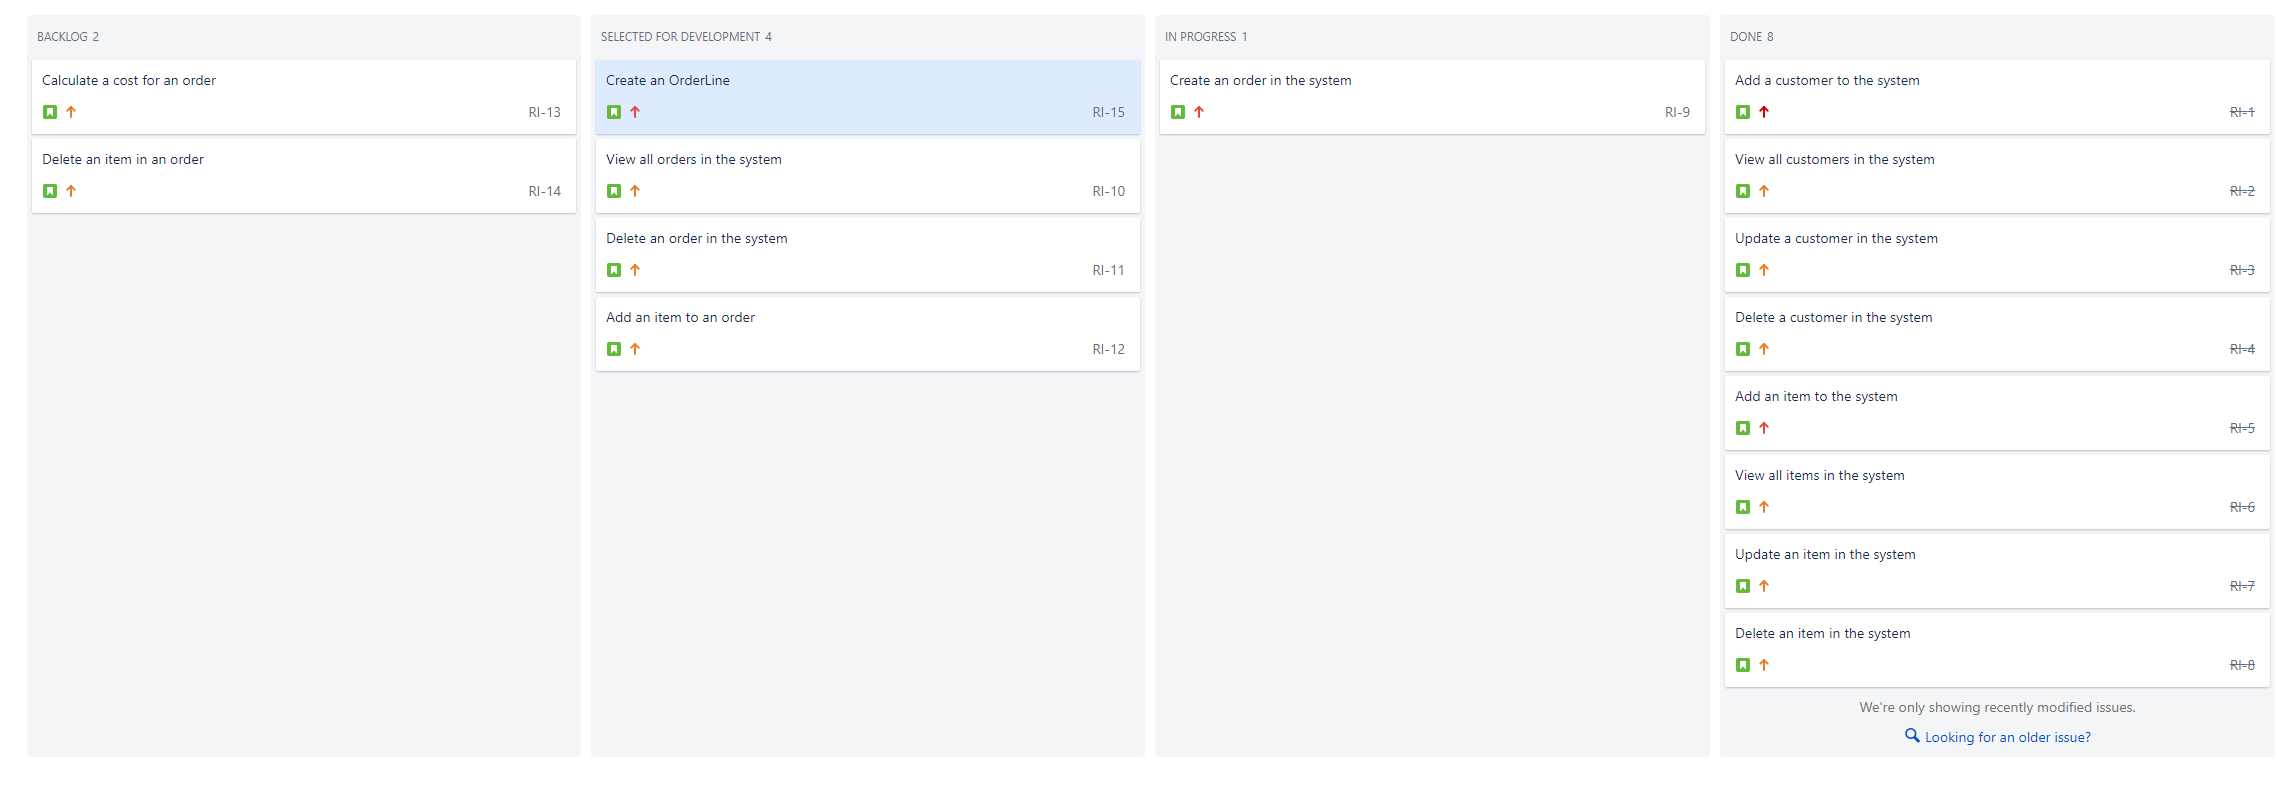 BACKLOG 2
Calculate a cost for an order
RI-13
Delete an item in an order
RI-14
SELECTED FOR DEVELOPMENT 4
Create an OrderLine
RI-15
View all orders in the system
RI-10
Delete an order in the system
RI-11
Add an item to an order
RI-12
IN PROGRESS 1
Create an order in the system
RI-9
DONE 8
Add a customer to the system
RI-1
View all customers in the system
RI-2
Update a customer in the system
RI-3
Delete a customer in the system
RI-4
Add an item to the system
RI-5
View all items in the system
RI-6
Update an item in the system
RI-7
Delete an item in the system
RI-8
We're only showing recently modified issues.
Looking for an older issue?